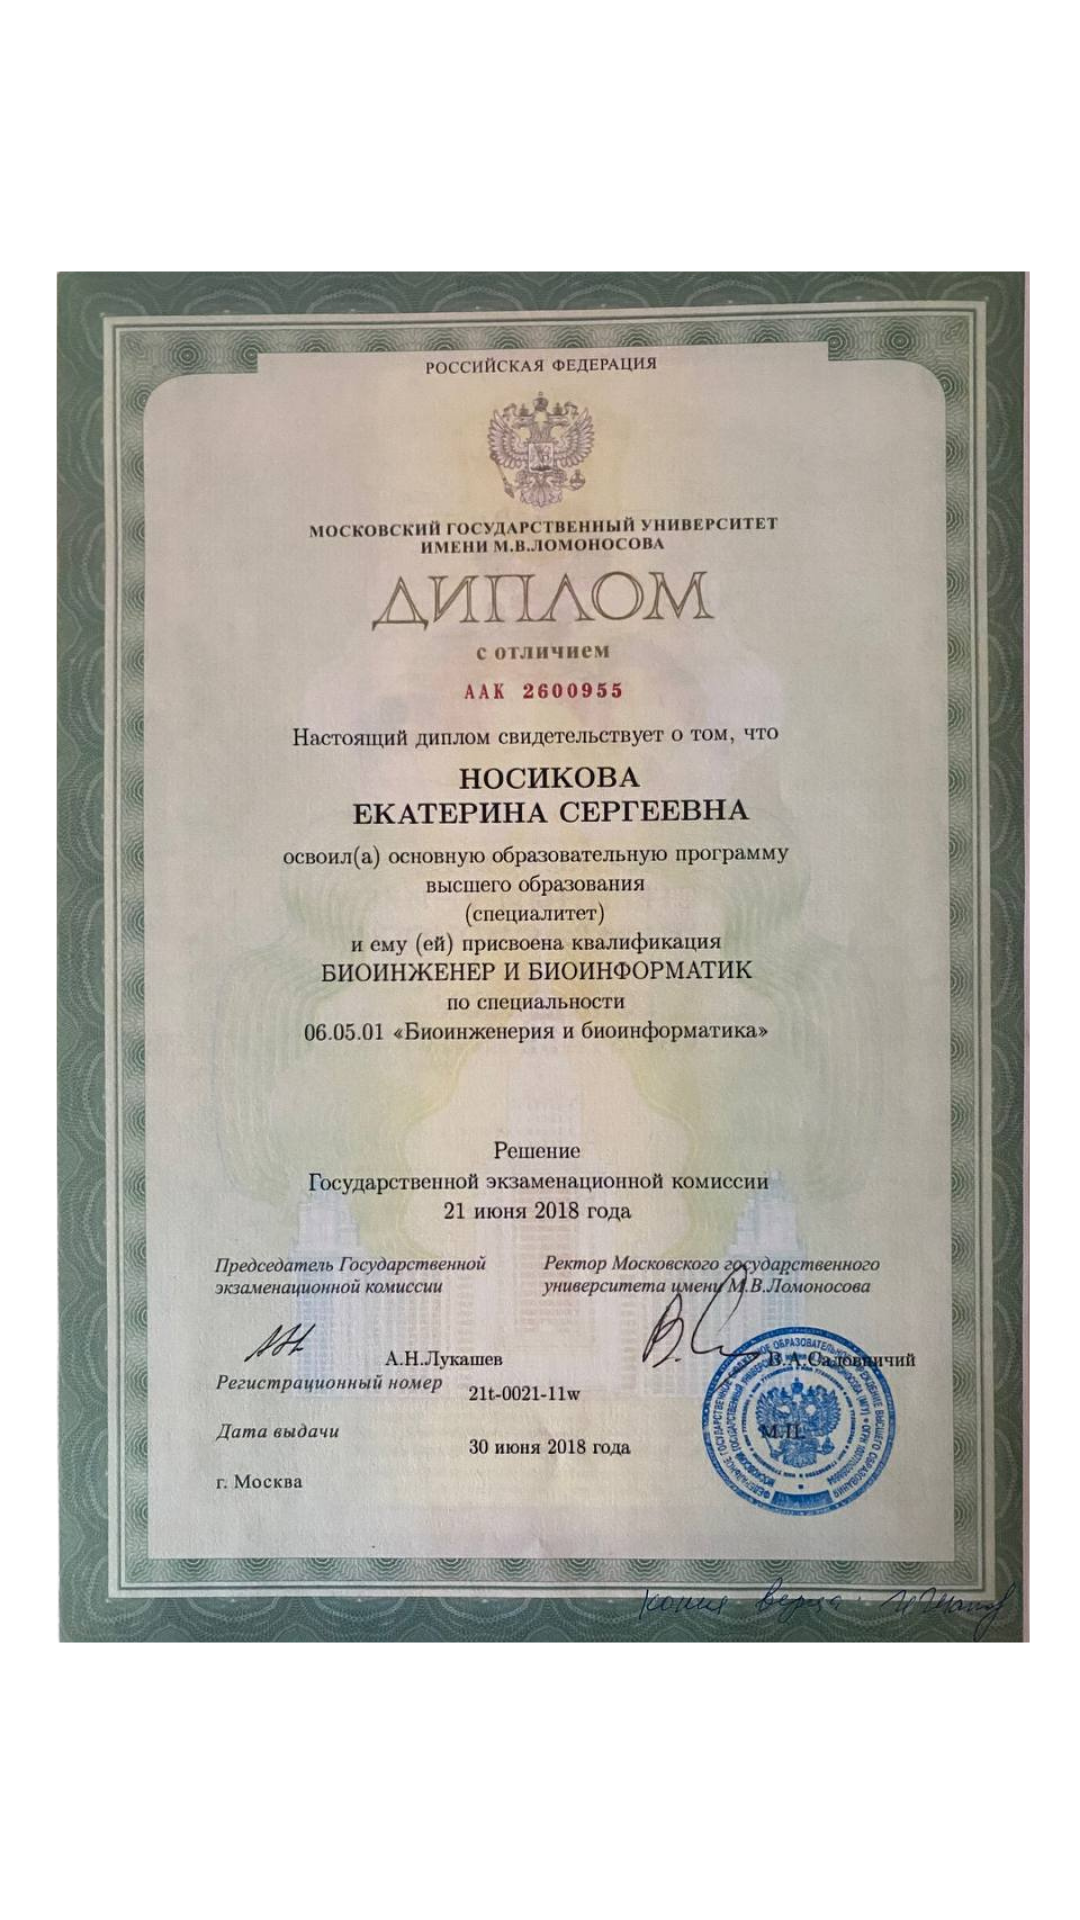 РОССИЙСКАЯ ФЕДЕРАЦИЯ
МОСКОВСКИЙ ГОСУДАРСТВЕННЫЙ УНИВЕРСИТЕТ
ИМЕНИ М.В.ЛОМОНОСОВА
ДИПЛОМ
с отличием
ААК 2600955
Настоящий диплом свидетельствует о том, что
НОСИКОВА
ЕКАТЕРИНА СЕРГЕЕВНА
освоил(а) основную образовательную программу
высшего образования
(специалитет)
и ему (ей) присвоена квалификация
БИОИНЖЕНЕР И БИОИНФОРМАТИК
по специальности
06.05.01 «Биоинженерия и биоинформатика»
Решение
Государственной экзаменационной комиссии
21 июня 2018 года
Председатель Государственной
экзаменационной комиссии
Ректор Московского государственного
университета имени М.В.Ломоносова
А.Н.Лукашев
В.А.Садовничий
Регистрационный номер 21t-0021-11w
М.П.
Дата выдачи 30 июня 2018 года
г. Москва
копия верна